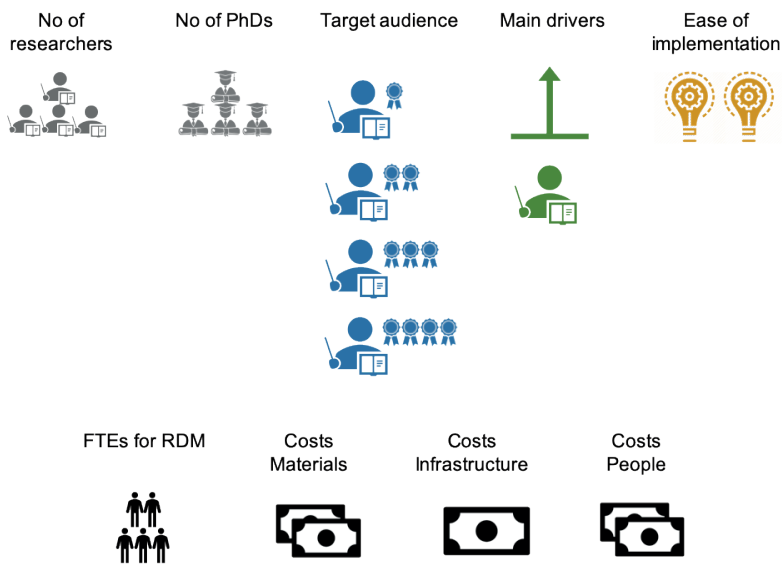 No of
researchers
No of PhDs
Target audience
Main drivers
Ease of
implementation
FTEs for RDM
Costs
Materials
Costs
Infrastructure
Costs
People